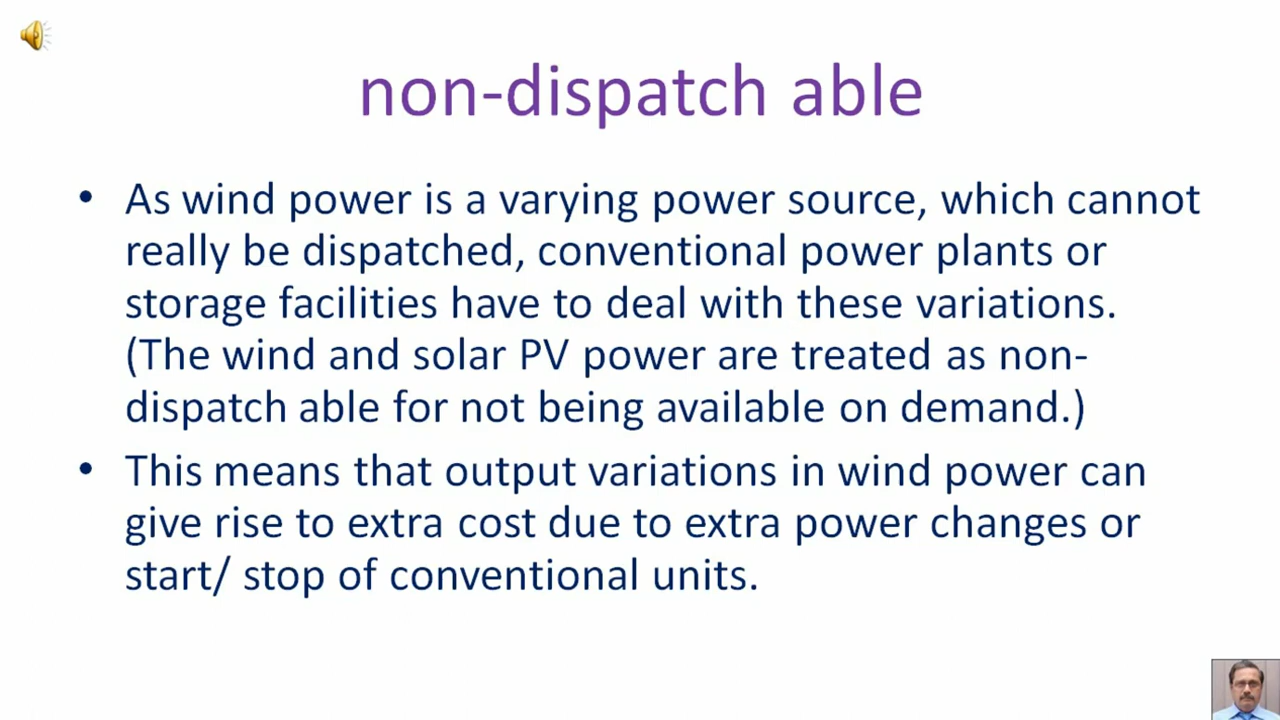 non-dispatch able
• As wind power is a varying power source, which cannot
really be dispatched, conventional power plants or
storage facilities have to deal with these variations.
(The wind and solar PV power are treated as non-
dispatch able for not being available on demand.)
• This means that output variations in wind power can
give rise to extra cost due to extra power changes or
start/ stop of conventional units.